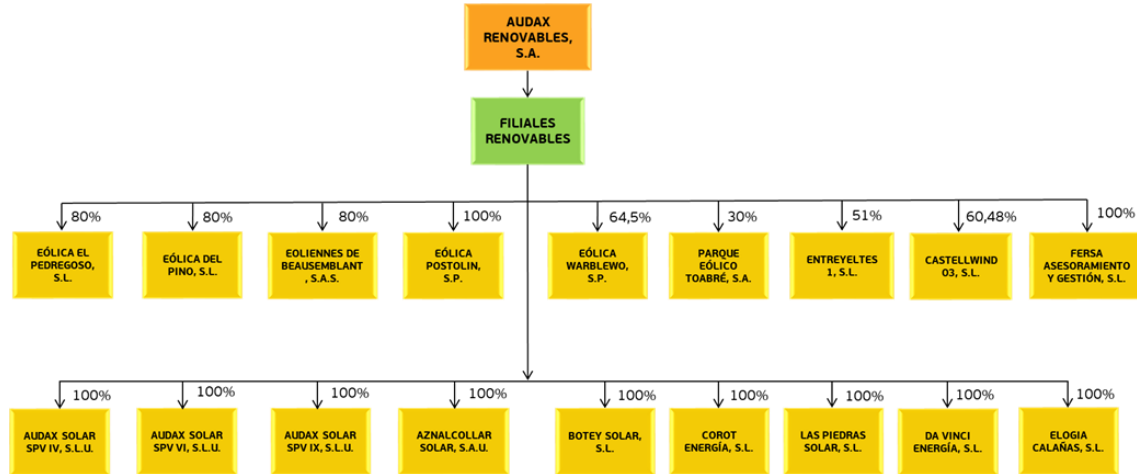 AUDAX
RENOVABLES,
S.A.
FILIALES
RENOVABLES
80%
80%
80%
100%
64,5%
30%
51%
60,48%
100%
EÓLICA EL
PEDREGOSO,
S.L.
EÓLICA DEL
PINO, S.L.
EOLIENNES DE
BEAUSEMBLANT
, S.A.S.
EÓLICA
POSTOLIN,
S.P.
EÓLICA
WARBLEWO,
S.P.
PARQUE
EÓLICO
TOABRÉ, S.A.
ENTREYELTES
1, S.L.
CASTELLWIND
03, S.L.
FERSA
ASESORAMIENTO
Y GESTIÓN, S.L.
100%
100%
100%
100%
100%
100%
100%
100%
100%
AUDAX SOLAR
SPV IV, S.L.U.
AUDAX SOLAR
SPV VI, S.L.U.
AUDAX SOLAR
SPV IX, S.L.U.
AZNALCOLLAR
SOLAR, S.A.U.
BOTEY SOLAR,
S.L.
COROT
ENERGÍA, S.L.
LAS PIEDRAS
SOLAR, S.L.
DA VINCI
ENERGÍA, S.L.
ELOGIA
CALAÑAS, S.L.